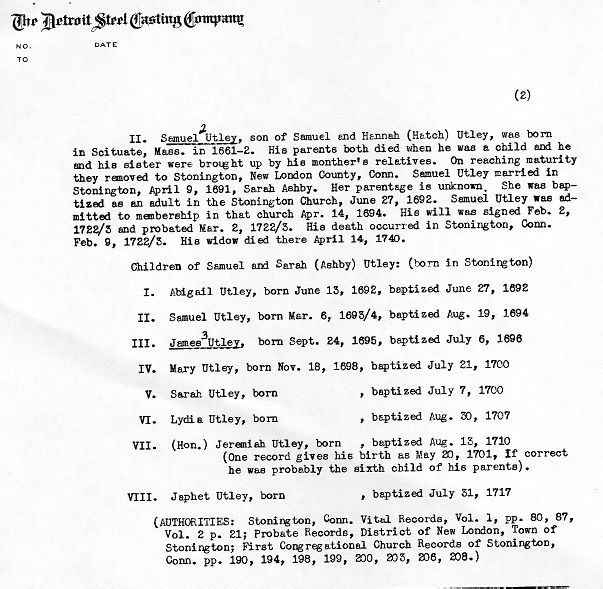 The Detroit Steel Casting Company
NO. DATE
TO
(2)
2
II. Samuel Utley, son of Samuel and Hannah (Hatch) Utley, was born
in Scituate, Mass. in 1661-2. His parents both died when he was a child and he
and his sister were brought up by his monther's relatives. On reaching maturity
they removed to Stonington, New London County, Conn. Samuel Utley married in
Stonington, April 9, 1691, Sarah Ashby. Her parentage is unknown. She was bap-
tized as an adult in the Stonington Church, June 27, 1692. Samuel Utley was ad-
mitted to membership in that church Apr. 14, 1694. His will was signed Feb. 2,
1722/3 and probated Mar. 2, 1722/3. His death occurred in Stonington, Conn.
Feb. 9, 1722/3. His widow died there April 14, 1740.
Children of Samuel and Sarah (Ashby) Utley: (born in Stonington)
I. Abigail Utley, born June 13, 1692, baptized June 27, 1692
II. Samuel Utley, born Mar. 6, 1693/4, baptized Aug. 19, 1694
3
III. James Utley, born Sept. 24, 1695, baptized July 6, 1696
IV. Mary Utley, born Nov. 18, 1698, baptized July 21, 1700
V. Sarah Utley, born , baptized July 7, 1700
VI. Lydia Utley, born , baptized Aug. 30, 1707
VII. (Hon.) Jeremiah Utley, born , baptized Aug. 13, 1710
(One record gives his birth as May 20, 1701, If correct
he was probably the sixth child of his parents).
VIII. Japhet Utley, born , baptized July 31, 1717
(AUTHORITIES: Stonington, Conn. Vital Records, Vol. 1, pp. 80, 87,
Vol. 2 p. 21; Probate Records, District of New London, Town of
Stonington; First Congregational Church Records of Stonington,
Conn. pp. 190, 194, 198, 199, 200, 203, 206, 208.)